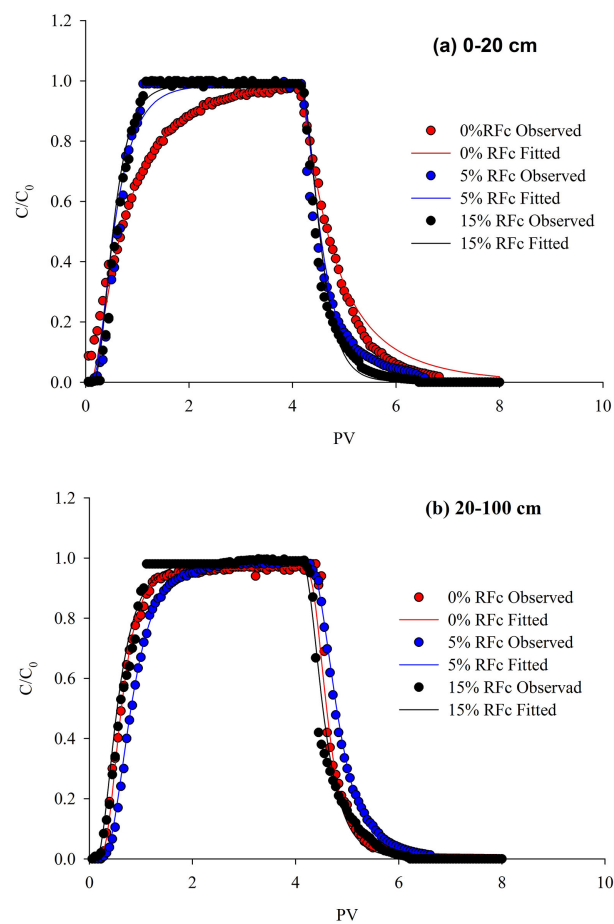 (a) 0-20 cm
1.2
1.0
0.8
0.6
0.4
0.2
0.0
C/C0
0%RFc Observed
0% RFc Fitted
5% RFc Observed
5% RFc Fitted
15% RFc Observed
15% RFc Fitted
0 2 4 6 8 10
PV
(b) 20-100 cm
1.2
1.0
0.8
0.6
0.4
0.2
0.0
C/C0
0% RFc Observed
0% RFc Fitted
5% RFc Observed
5% RFc Fitted
15% RFc Observad
15% RFc Fitted
0 2 4 6 8 10
PV